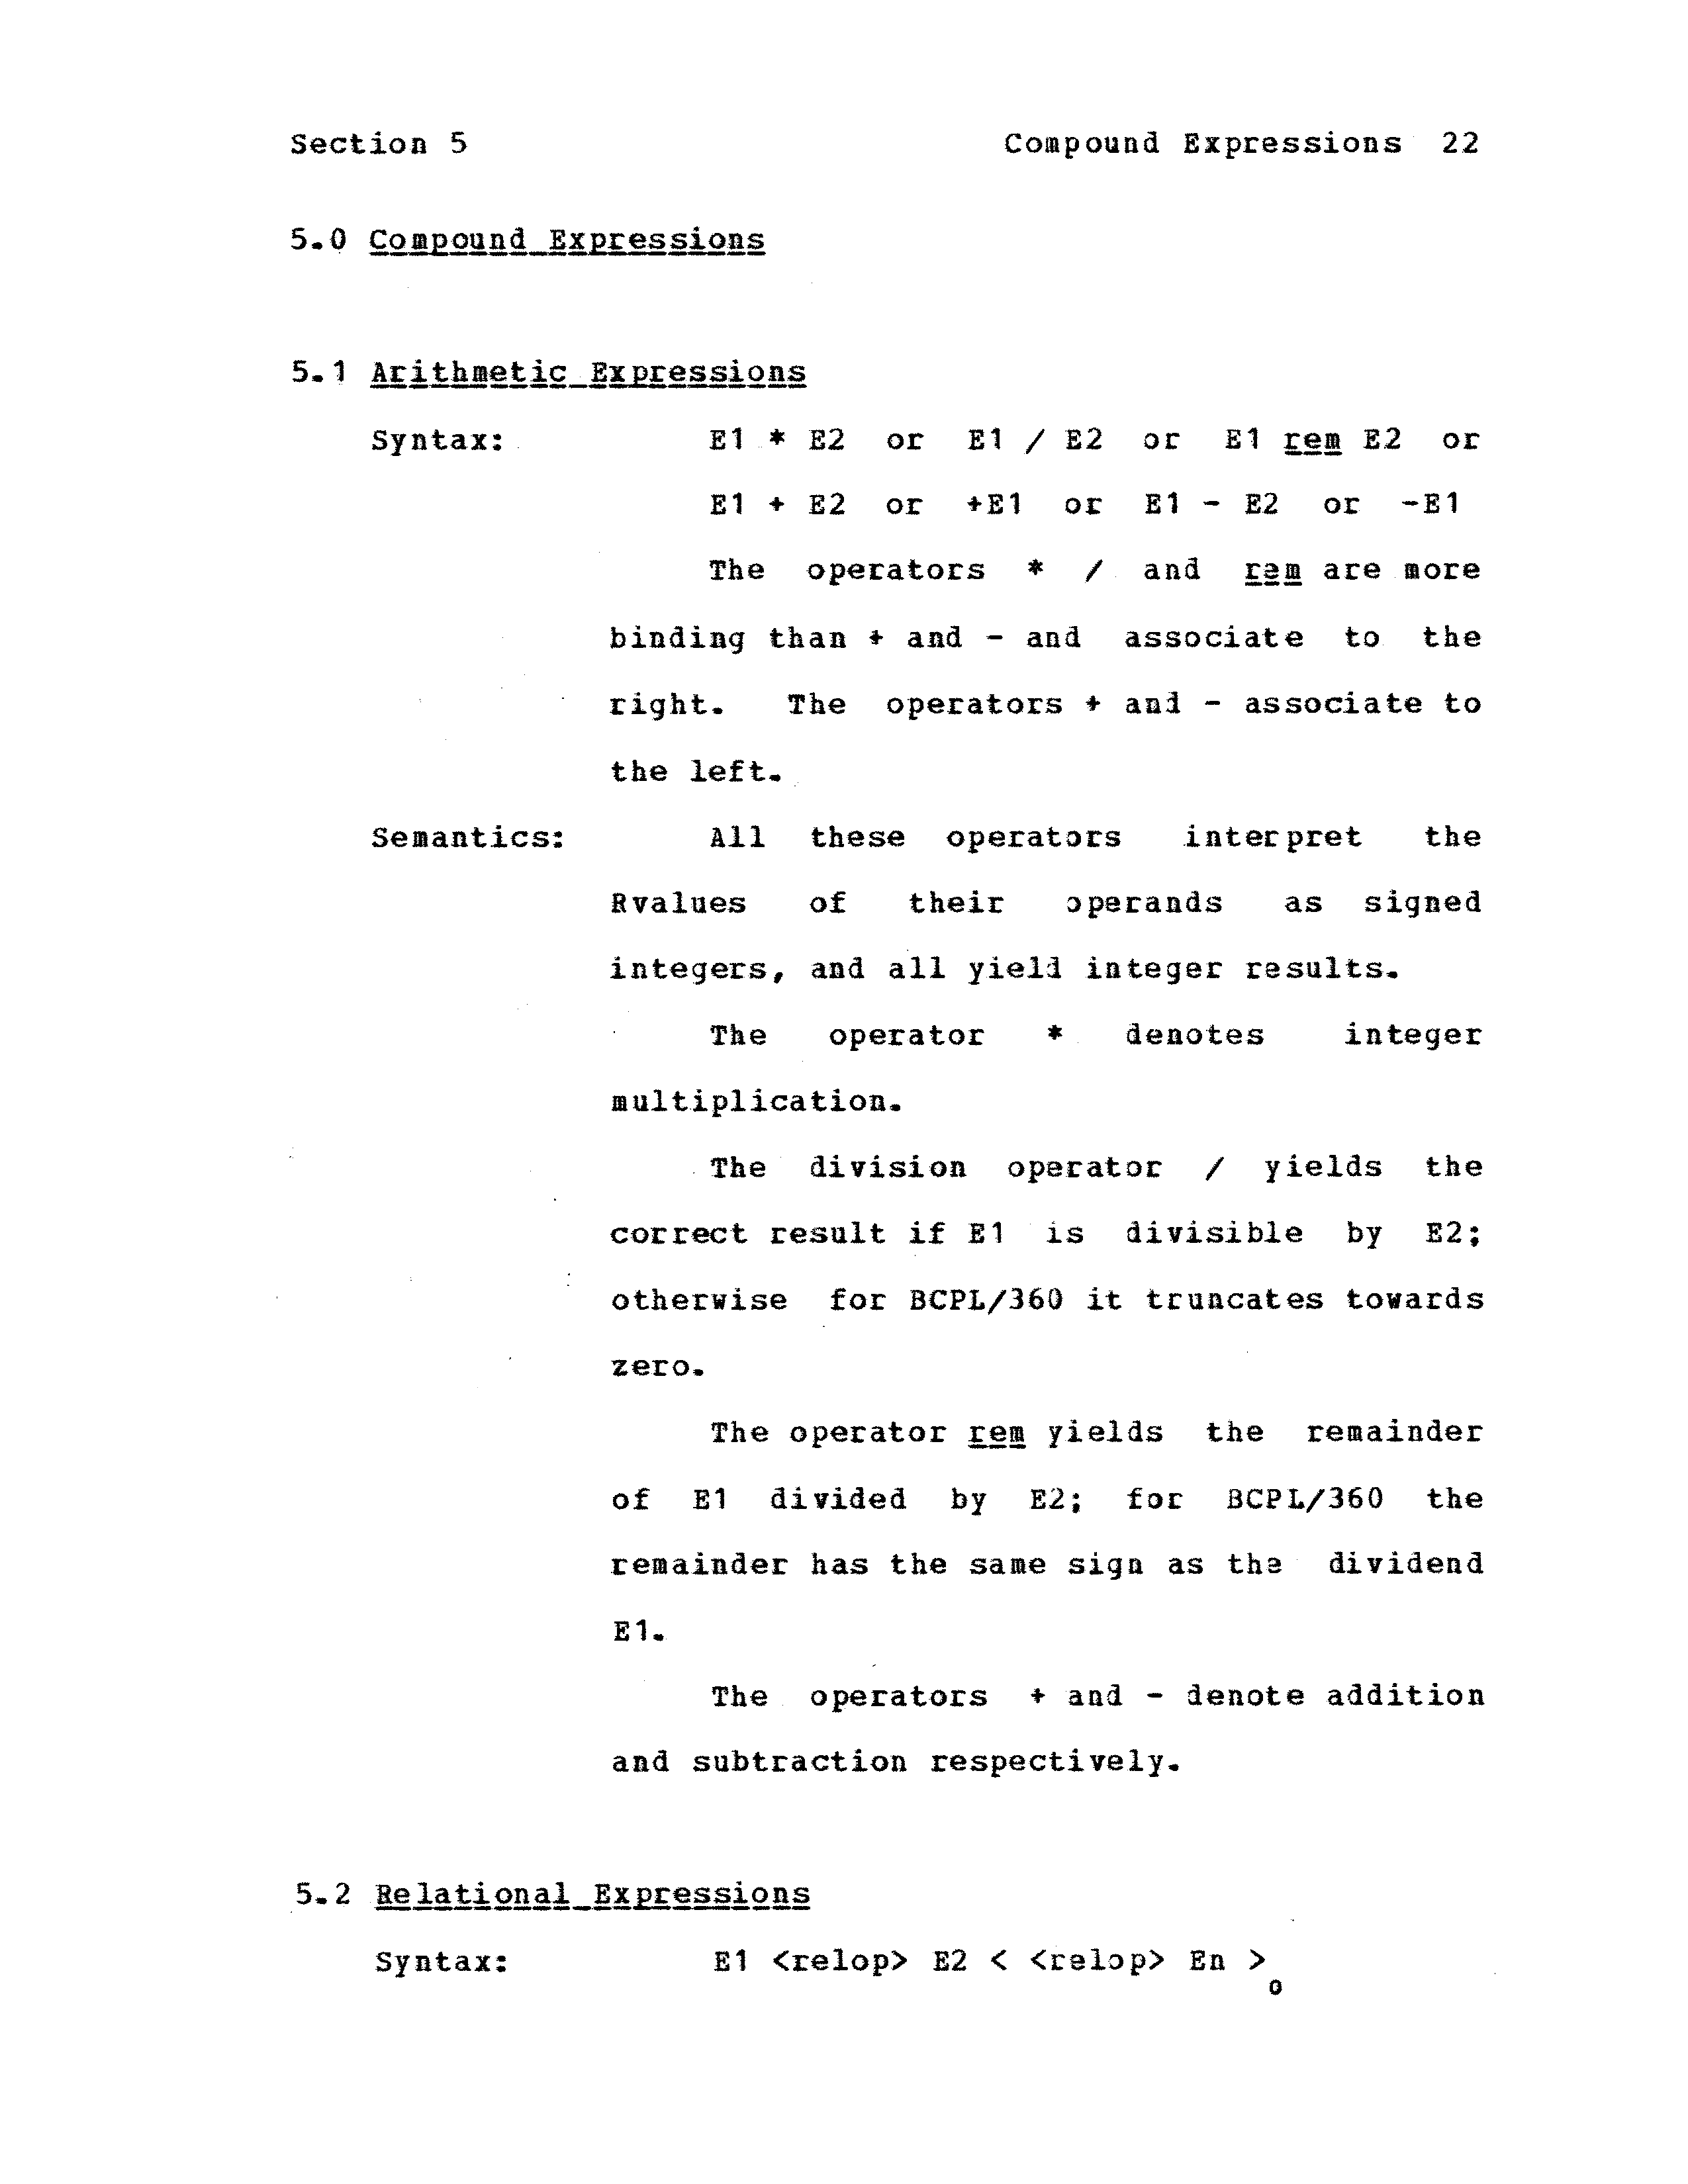 Section 5 Compound Expressions 22
5.0 Compound Expressions
5.1 Arithmetic Expressions
Syntax: E1 * E2 or E1 / E2 or E1 rem E2 or
E1 + E2 or +E1 or E1 - E2 or -E1
The operators * / and rem are more
binding than + and - and associate to the
right. The operators + and - associate to
the left.
Semantics: All these operators interpret the
Rvalues of their operands as signed
integers, and all yield integer results.
The operator * denotes integer
multiplication.
The division operator / yields the
correct result if E1 is divisible by E2;
otherwise for BCPL/360 it truncates towards
zero.
The operator rem yields the remainder
of E1 divided by E2; for BCPL/360 the
remainder has the same sign as the dividend
E1.
The operators + and - denote addition
and subtraction respectively.
5.2 Relational Expressions
Syntax: E1 <relop> E2 < <relop> En >
o